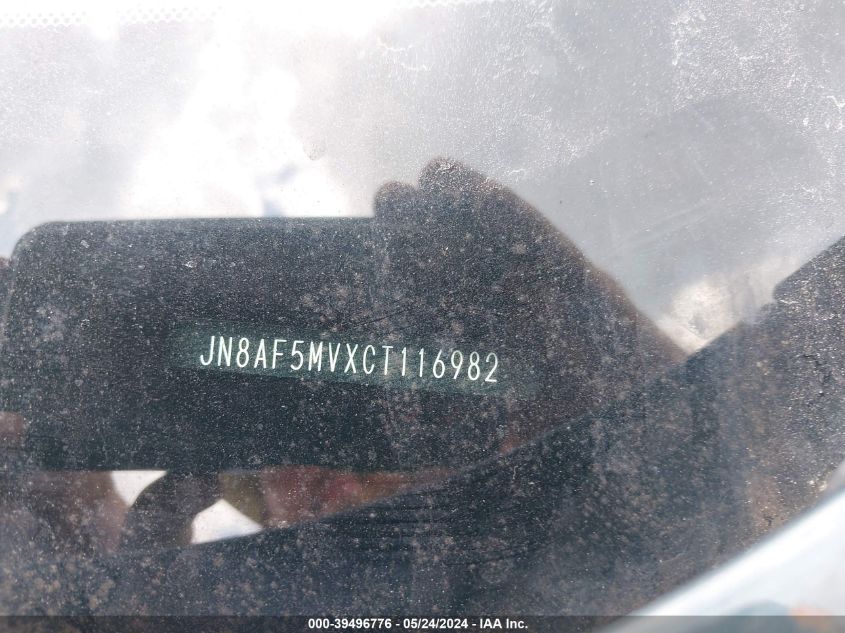 JN8AF5MVXCT116982
000-39496776 - 05/24/2024 - IAA Inc.